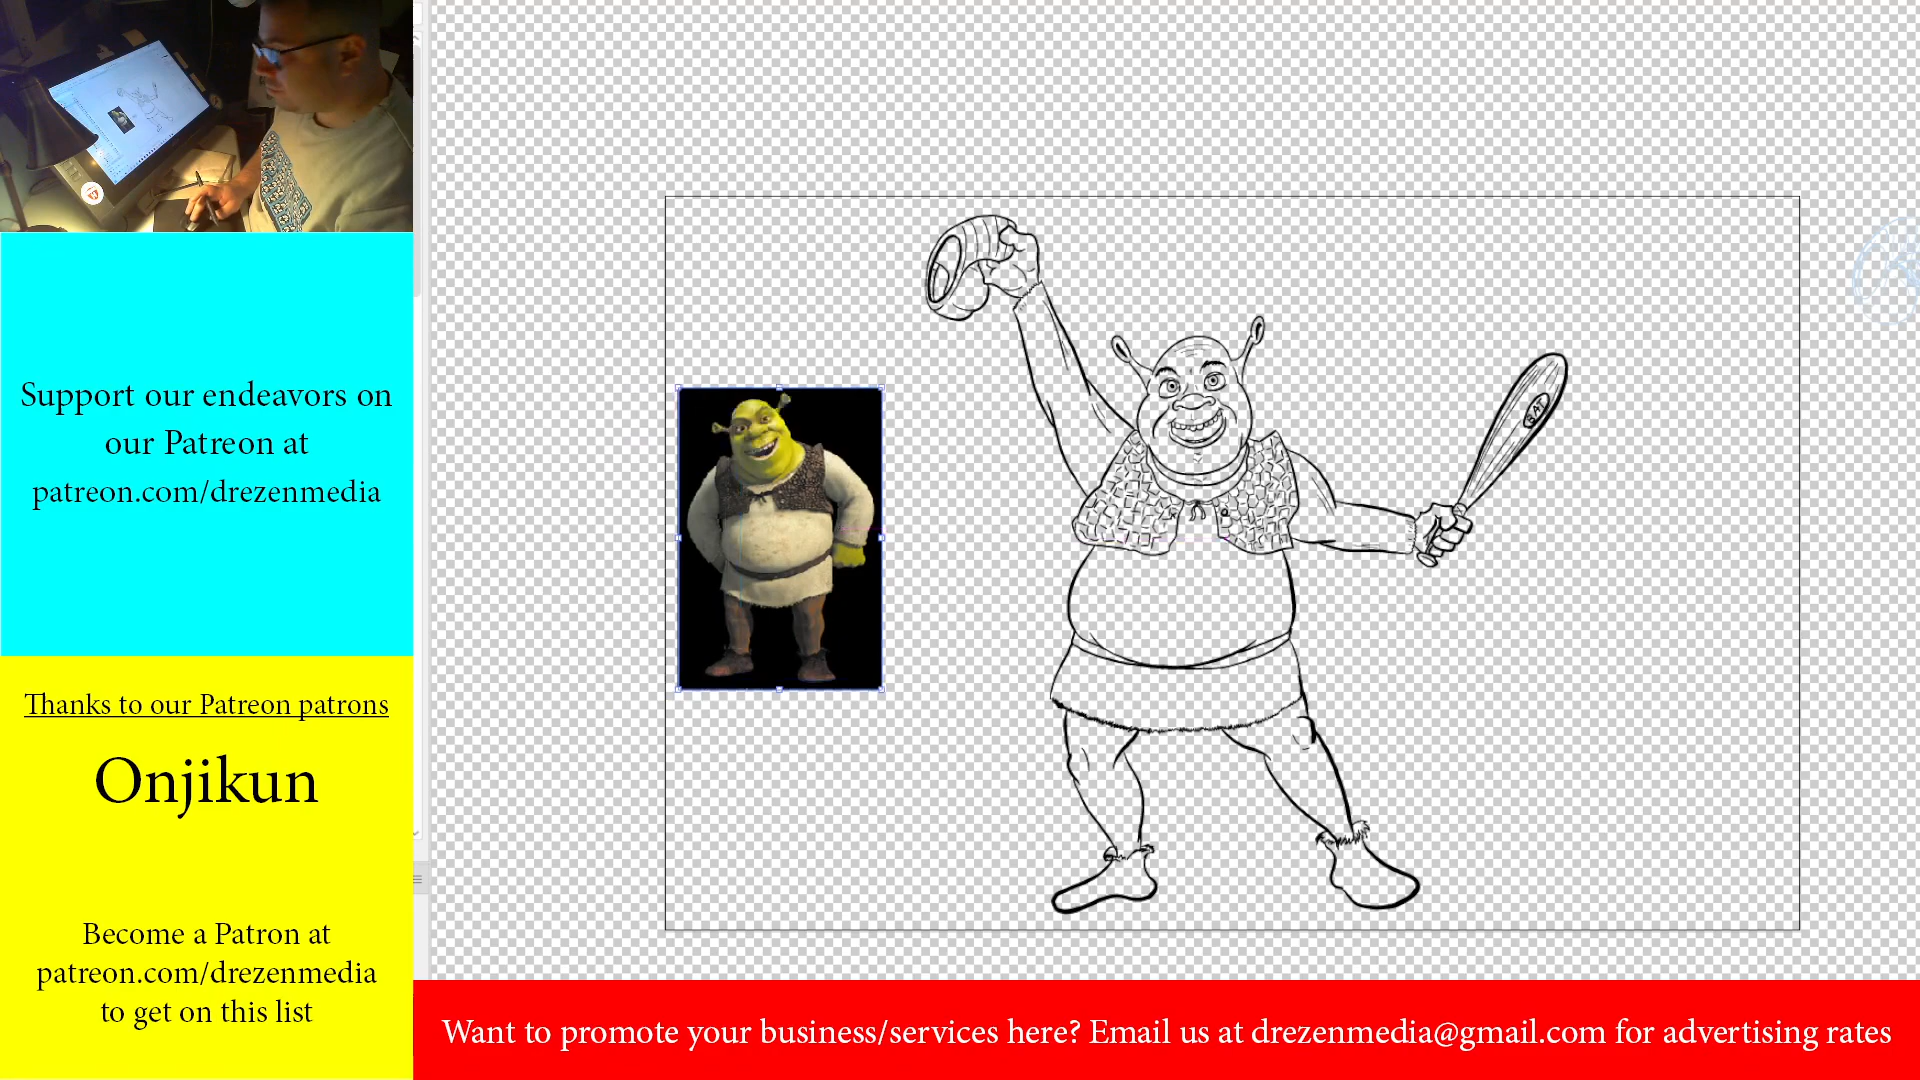 Support our endeavors on
our Patreon at
patreon.com/drezenmedia
Thanks to our Patreon patrons
Onjikun
Become a Patron at
patreon.com/drezenmedia
to get on this list
BAT
Want to promote your business/services here? Email us at drezenmedia@gmail.com for advertising rates